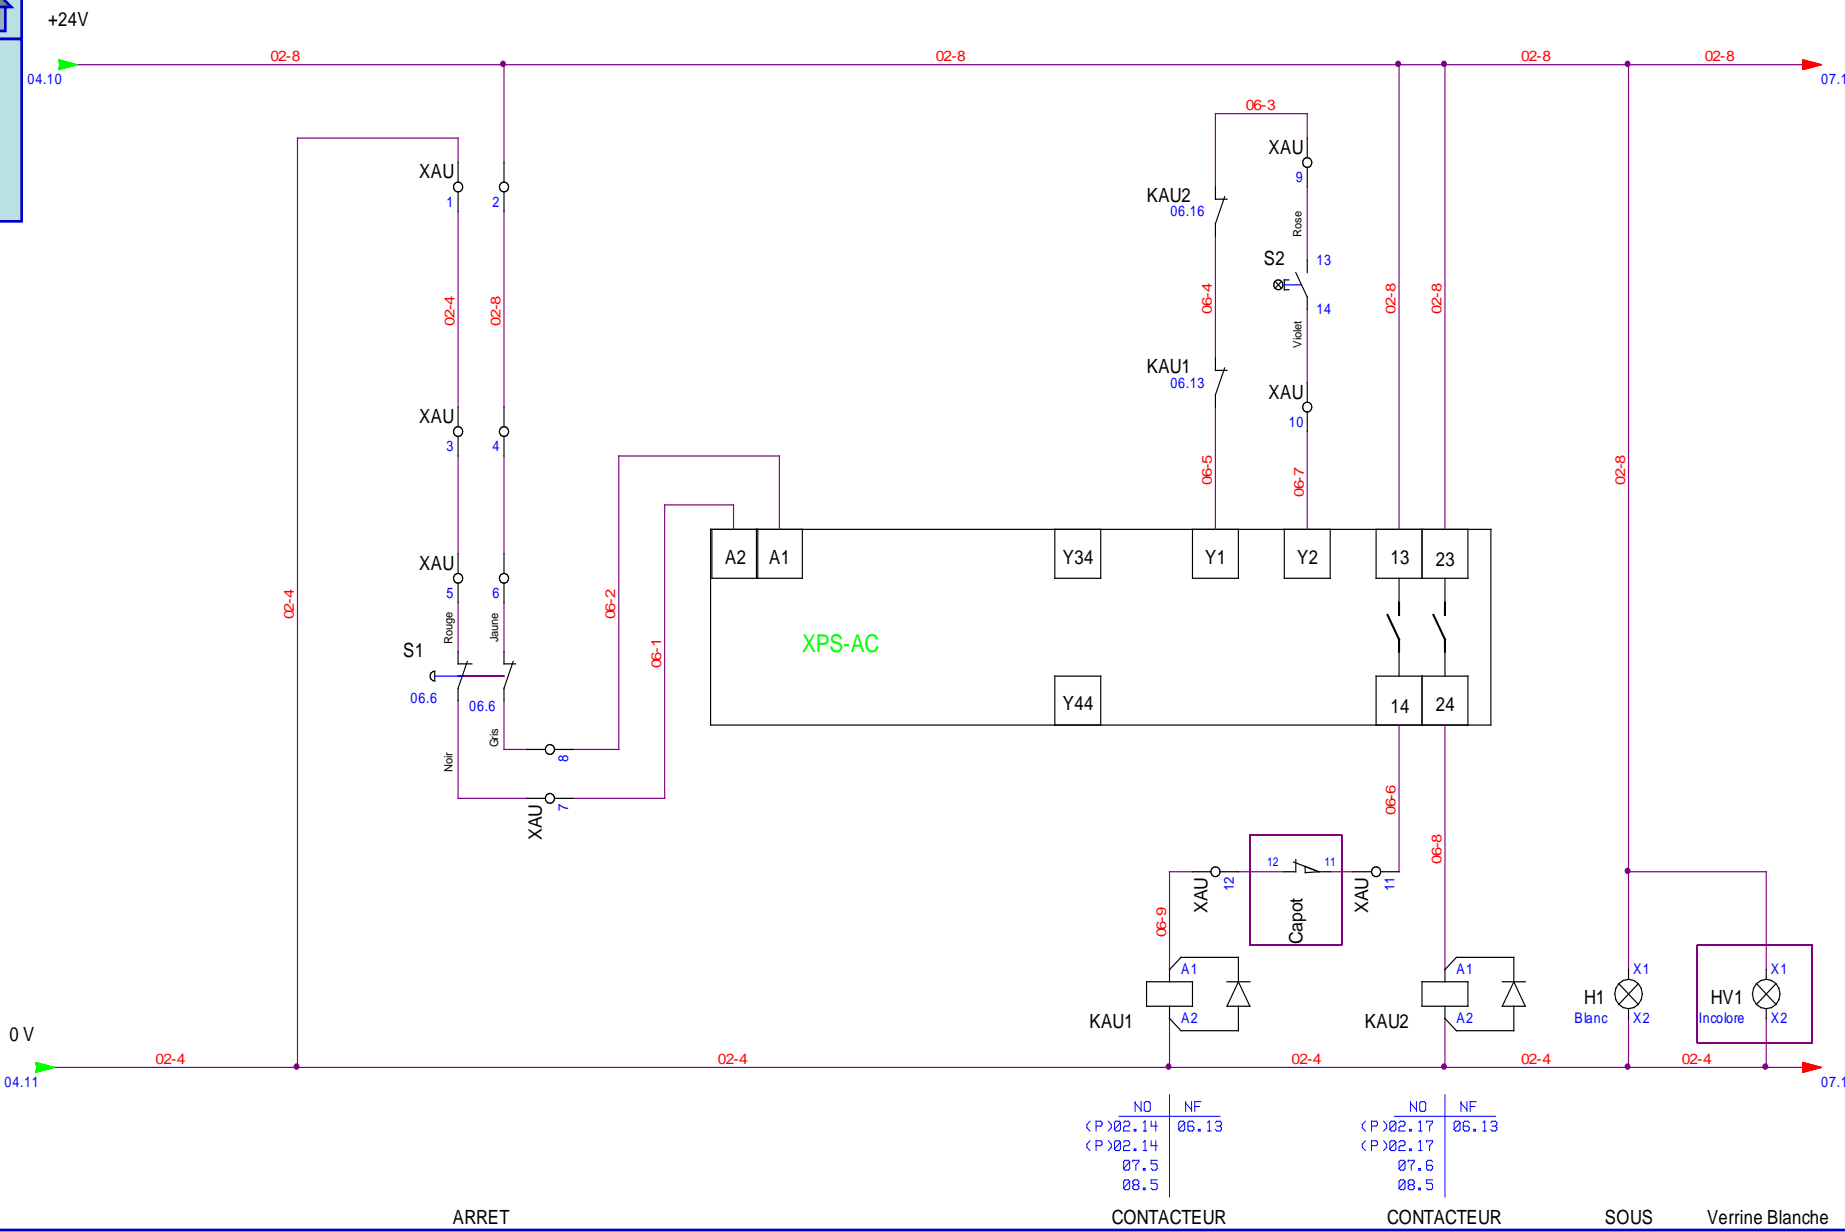 +24V
02-8
02-8
02-8
02-8
04.10
07.1
06-3
XAU
9
XAU
1
2
KAU2
06.16
Rose
S2
13
14
02-4
02-8
06-4
02-8
02-8
Violet
KAU1
06.13
XAU
10
XAU
3
4
06-5
06-7
02-8
A2
A1
Y34
Y1
Y2
13
23
XAU
5
6
02-4
06-2
Rouge
Jaune
S1
06-1
XPS-AC
06.6
06.6
Y44
14
24
Gris
Noir
8
XAU
7
06-6
06-8
12
11
XAU
12
XAU
11
Capot
06-9
A1
A1
X1
X1
H1
HV1
KAU1
A2
KAU2
A2
Blanc
X2
Incolore
X2
0 V
02-4
02-4
02-4
02-4
02-4
04.11
07.1
NO NF
NO NF
(P)02.14 06.13
(P)02.17 06.13
(P)02.14
(P)02.17
07.5
07.6
08.5
08.5
ARRET
CONTACTEUR
CONTACTEUR
SOUS
Verrine Blanche